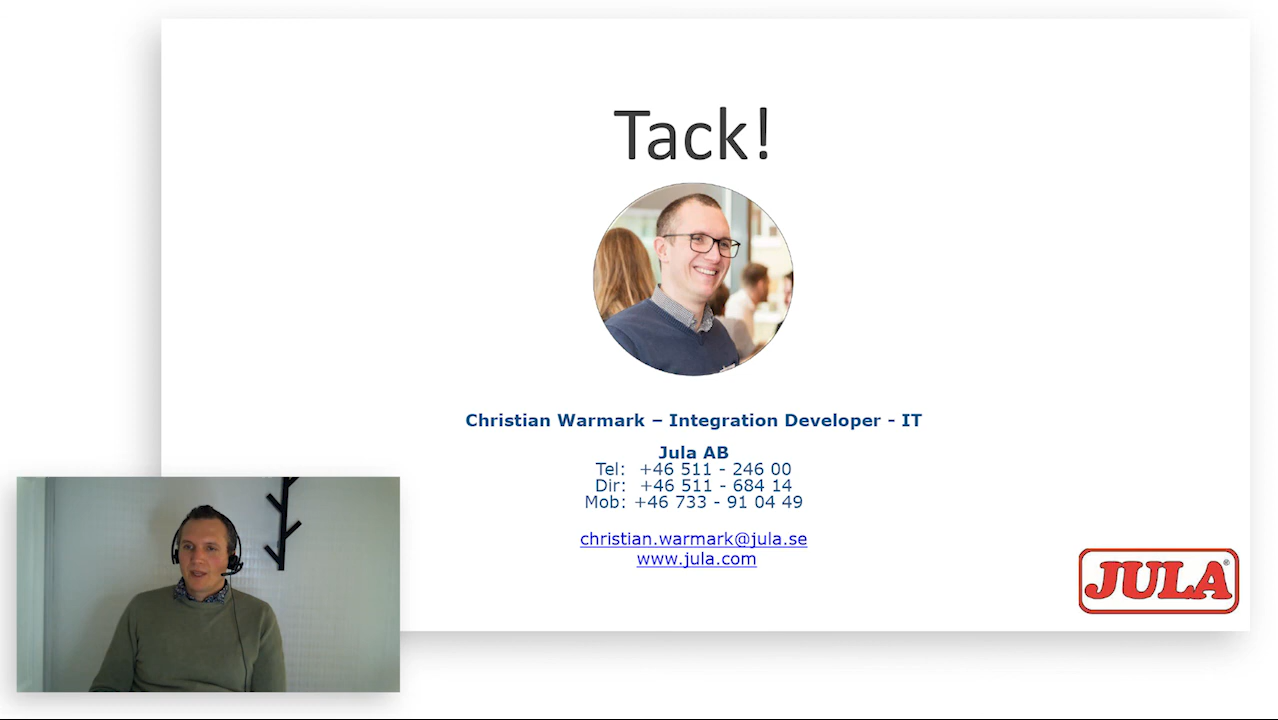 Tack!
Christian Warmark – Integration Developer - IT
Jula AB
Tel: +46 511 - 246 00
Dir: +46 511 - 684 14
Mob: +46 733 - 91 04 49
christian.warmark@jula.se
www.jula.com
JULA®